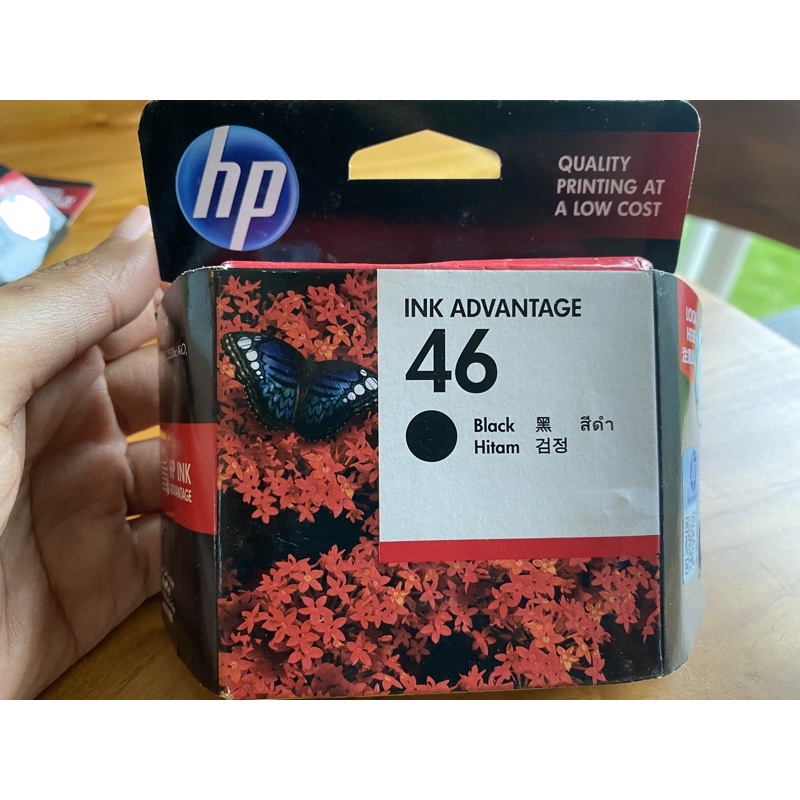 hp
QUALITY
PRINTING AT
A LOW COST
INK ADVANTAGE
46
Black 黑 สีดำ
Hitam 검정
HP INK
ADVANTAGE